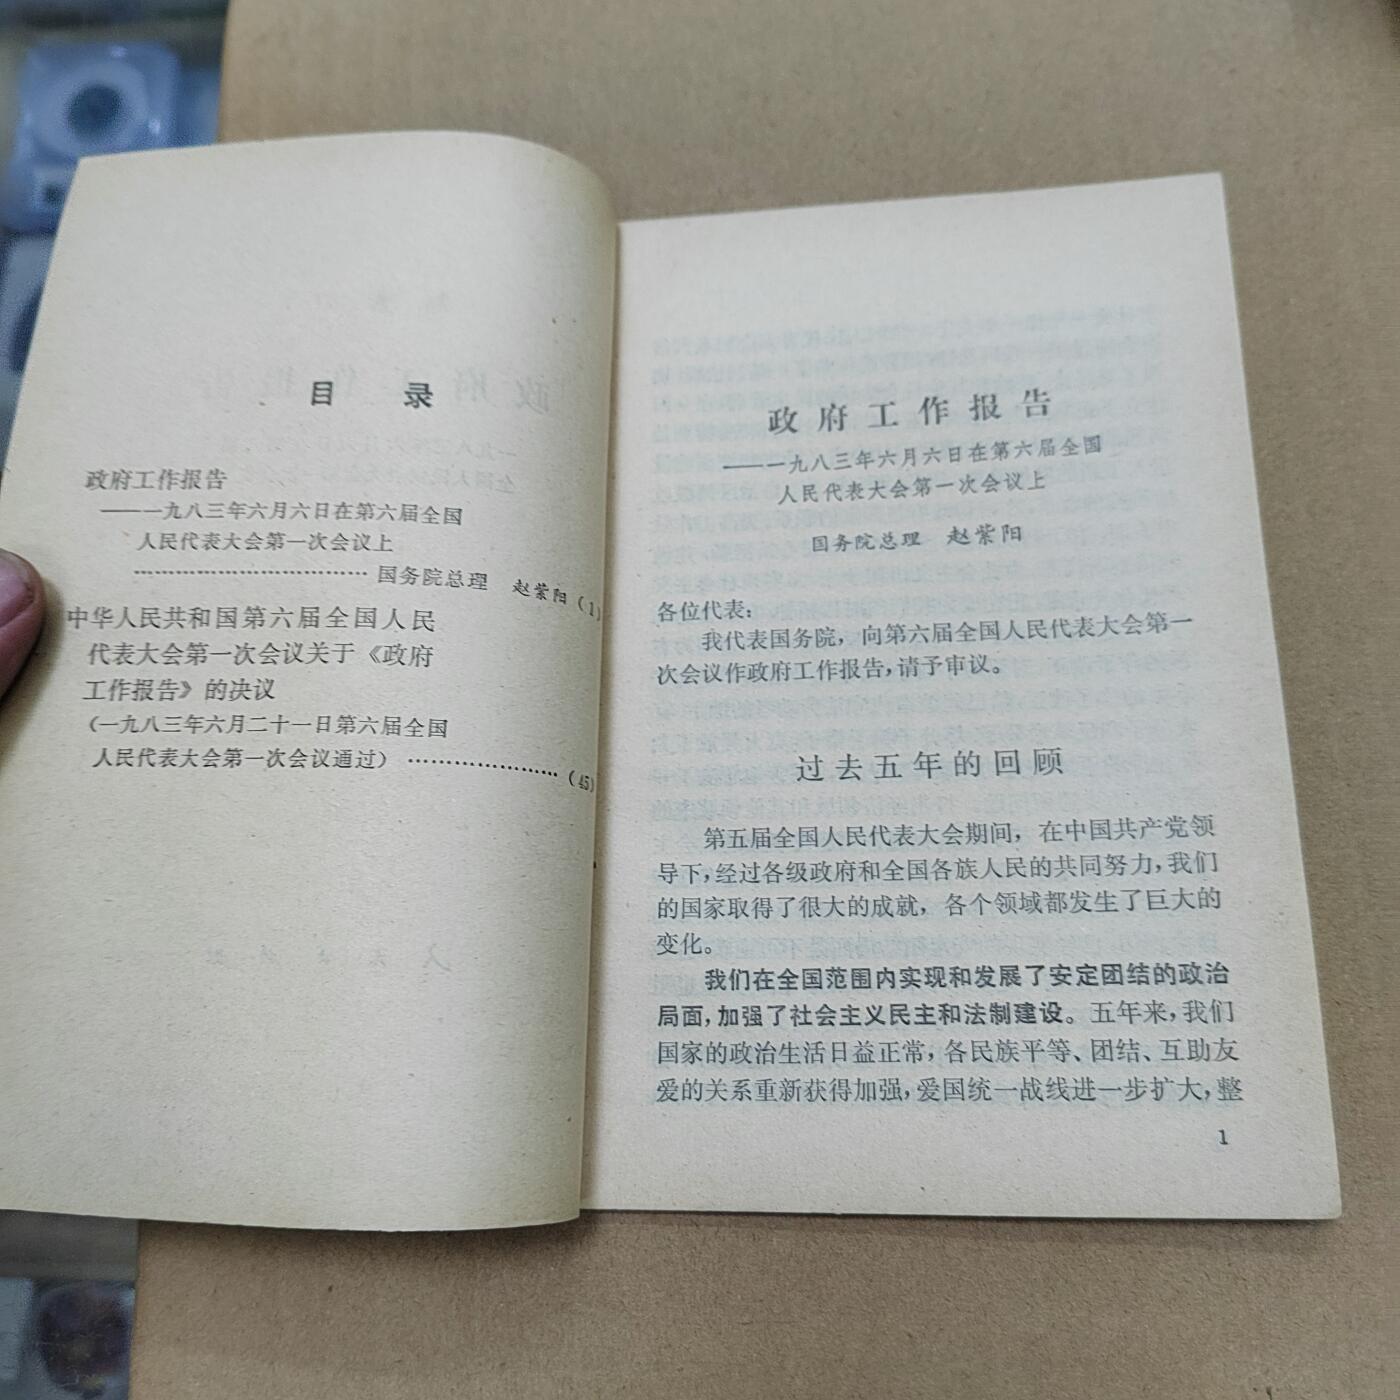 目 录
政府工作报告
——一九八三年六月六日在第六届全国
人民代表大会第一次会议上
…………………………… 国务院总理 赵紫阳（1）
中华人民共和国第六届全国人民
代表大会第一次会议关于《政府
工作报告》的决议
（一九八三年六月二十一日第六届全国
人民代表大会第一次会议通过）…………………（45）
政府工作报告
——一九八三年六月六日在第六届全国
人民代表大会第一次会议上
国务院总理 赵紫阳
各位代表：
我代表国务院，向第六届全国人民代表大会第一
次会议作政府工作报告，请予审议。
过去五年的回顾
第五届全国人民代表大会期间，在中国共产党领
导下，经过各级政府和全国各族人民的共同努力，我们
的国家取得了很大的成就，各个领域都发生了巨大的
变化。
我们在全国范围内实现和发展了安定团结的政治
局面，加强了社会主义民主和法制建设。五年来，我们
国家的政治生活日益正常，各民族平等、团结、互助友
爱的关系重新获得加强，爱国统一战线进一步扩大，整
1